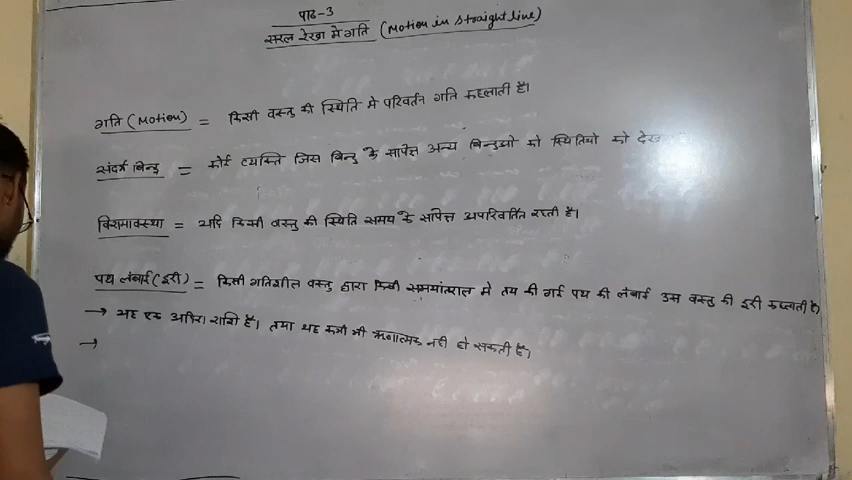 पाठ-3
सरल रेखा मे गति (Motion in straight line)
गति (Motion) = किसी वस्तु की स्थिति मे परिवर्तन गति कहलाती है।
संदर्भ बिन्दु = कोई व्यक्ति जिस बिन्दु के सापेक्ष अन्य बिन्दुओ की स्थितियो को देख
विरामावस्था = यदि किसी वस्तु की स्थिति समय के सापेक्ष अपरिवर्तित रहती है।
पथ लंबाई (दूरी) = किसी गतिशील वस्तु द्वारा किसी समयांतराल मे तय की गई पथ की लंबाई उस वस्तु की दूरी कहलाती है।
→ यह एक अदिश राशि है। तथा यह कभी भी ऋणात्मक नही हो सकती है।
→